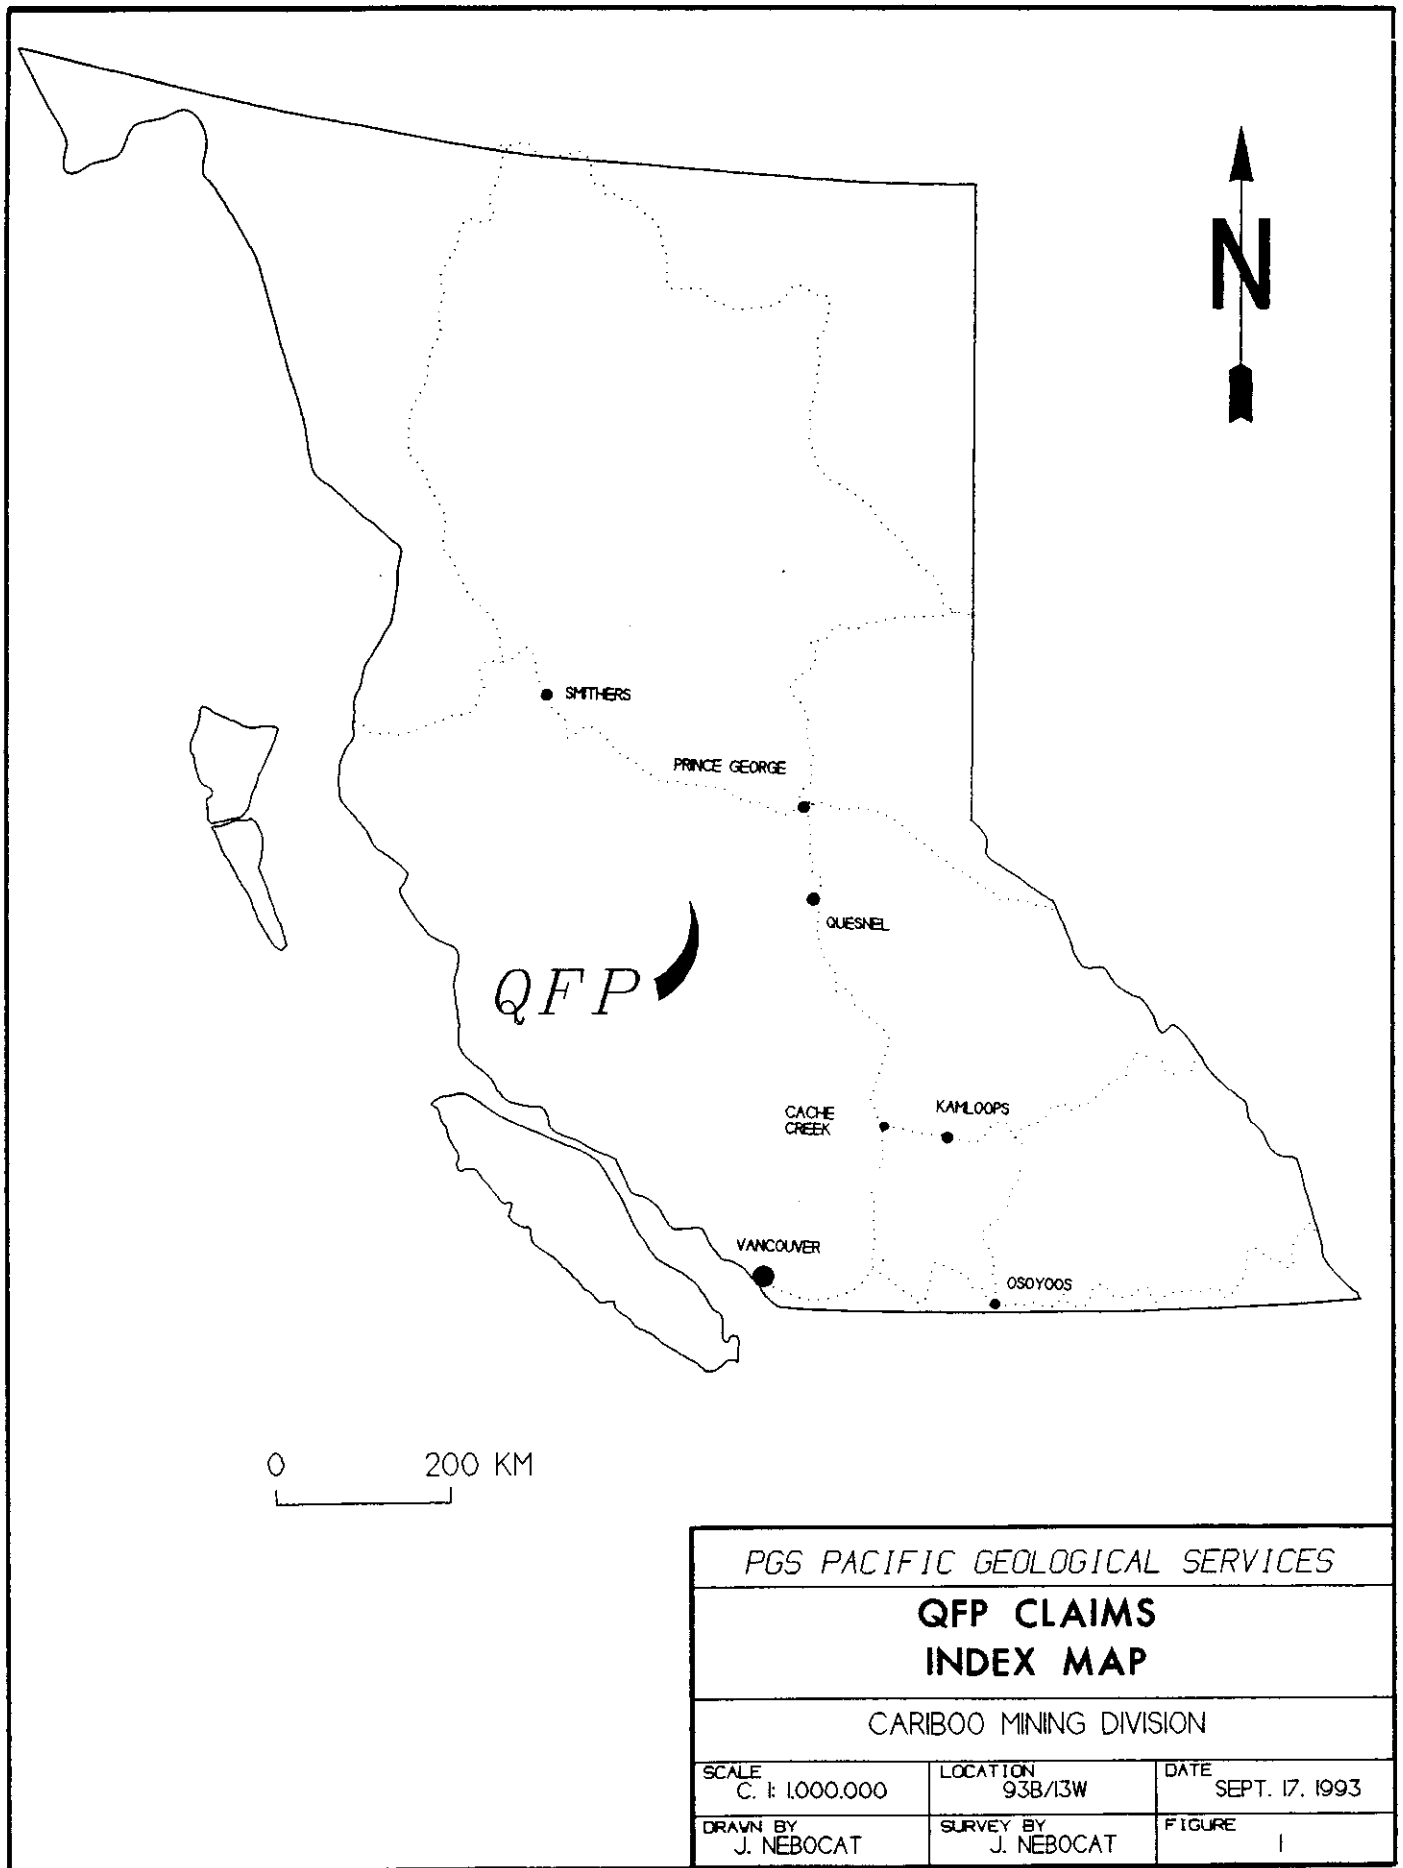 N
SMITHERS
PRINCE GEORGE
QUESNEL
QFP
CACHE
CREEK
KAMLOOPS
VANCOUVER
OSOYOOS
0 200 KM
PGS PACIFIC GEOLOGICAL SERVICES
QFP CLAIMS
INDEX MAP
CARIBOO MINING DIVISION
SCALE
C. 1: 1.000.000
LOCATION
93B/13W
DATE
SEPT. 17. 1993
DRAWN BY
J. NEBOCAT
SURVEY BY
J. NEBOCAT
FIGURE
1